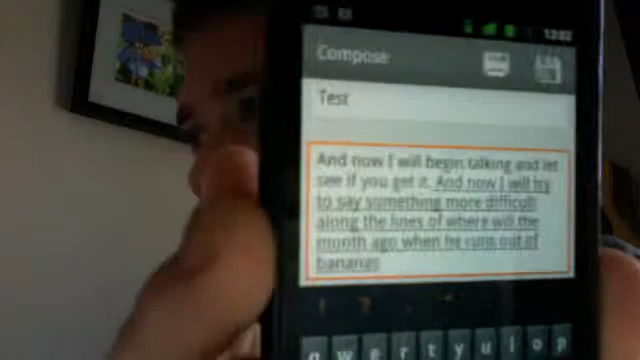 12:02
Compose
Test
And now I will begin talking and let
see if you get it. And now I will try
to say something more difficult
along the lines of where will the
month ago when he runs out of
bananas
q w e r t y u i o p